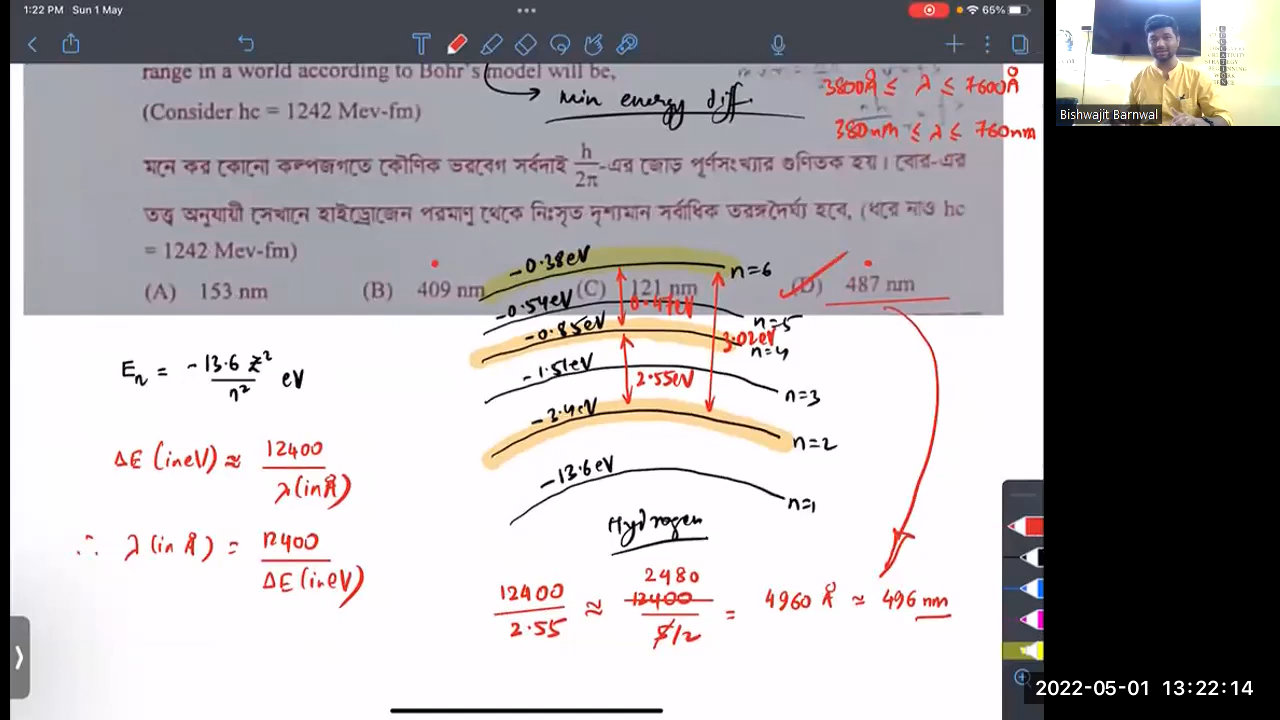 1:22 PM Sun 1 May
65%
range in a world according to Bohr's model will be,
(Consider hc = 1242 Mev-fm)
Min energy diff.
3800Å ≤ λ ≤ 7600Å
380nm ≤ λ ≤ 760nm
Bishwajit Barnwal
মনে কর কোনো কল্পজগতে কৌণিক ভরবেগ সর্বদাই h/2π-এর জোড় পূর্ণসংখ্যার গুণিতক হয়। বোর-এর
তত্ত্ব অনুযায়ী সেখানে হাইড্রোজেন পরমাণু থেকে নিঃসৃত দৃশ্যমান সর্বাধিক তরঙ্গদৈর্ঘ্য হবে, (ধরে নাও hc
= 1242 Mev-fm)
(A) 153 nm (B) 409 nm (C) 121 nm (D) 487 nm
-0.38eV n=6
-0.54eV n=5
0.47eV
-0.85eV n=4
3.02eV
-1.51eV n=3
2.55eV
-3.4eV n=2
-13.6eV n=1
Hydrogen
Eₙ = -13.6 z²/n² eV
ΔE (in eV) ≈ 12400/λ(in Å)
∴ λ (in Å) = 12400/ΔE (in eV)
12400/2.55 ≈ 2480 12400/5/2 = 4960 Å ≃ 496 nm
2022-05-01 13:22:14